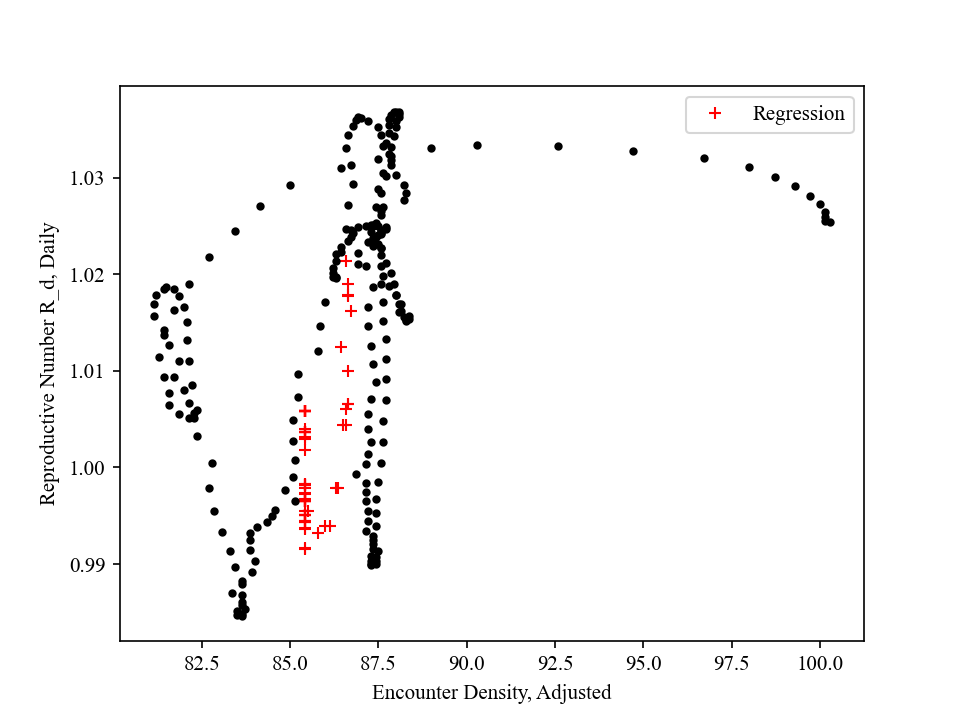 Regression
Reproductive Number R_d, Daily
1.03
1.02
1.01
1.00
0.99
82.5 85.0 87.5 90.0 92.5 95.0 97.5 100.0
Encounter Density, Adjusted